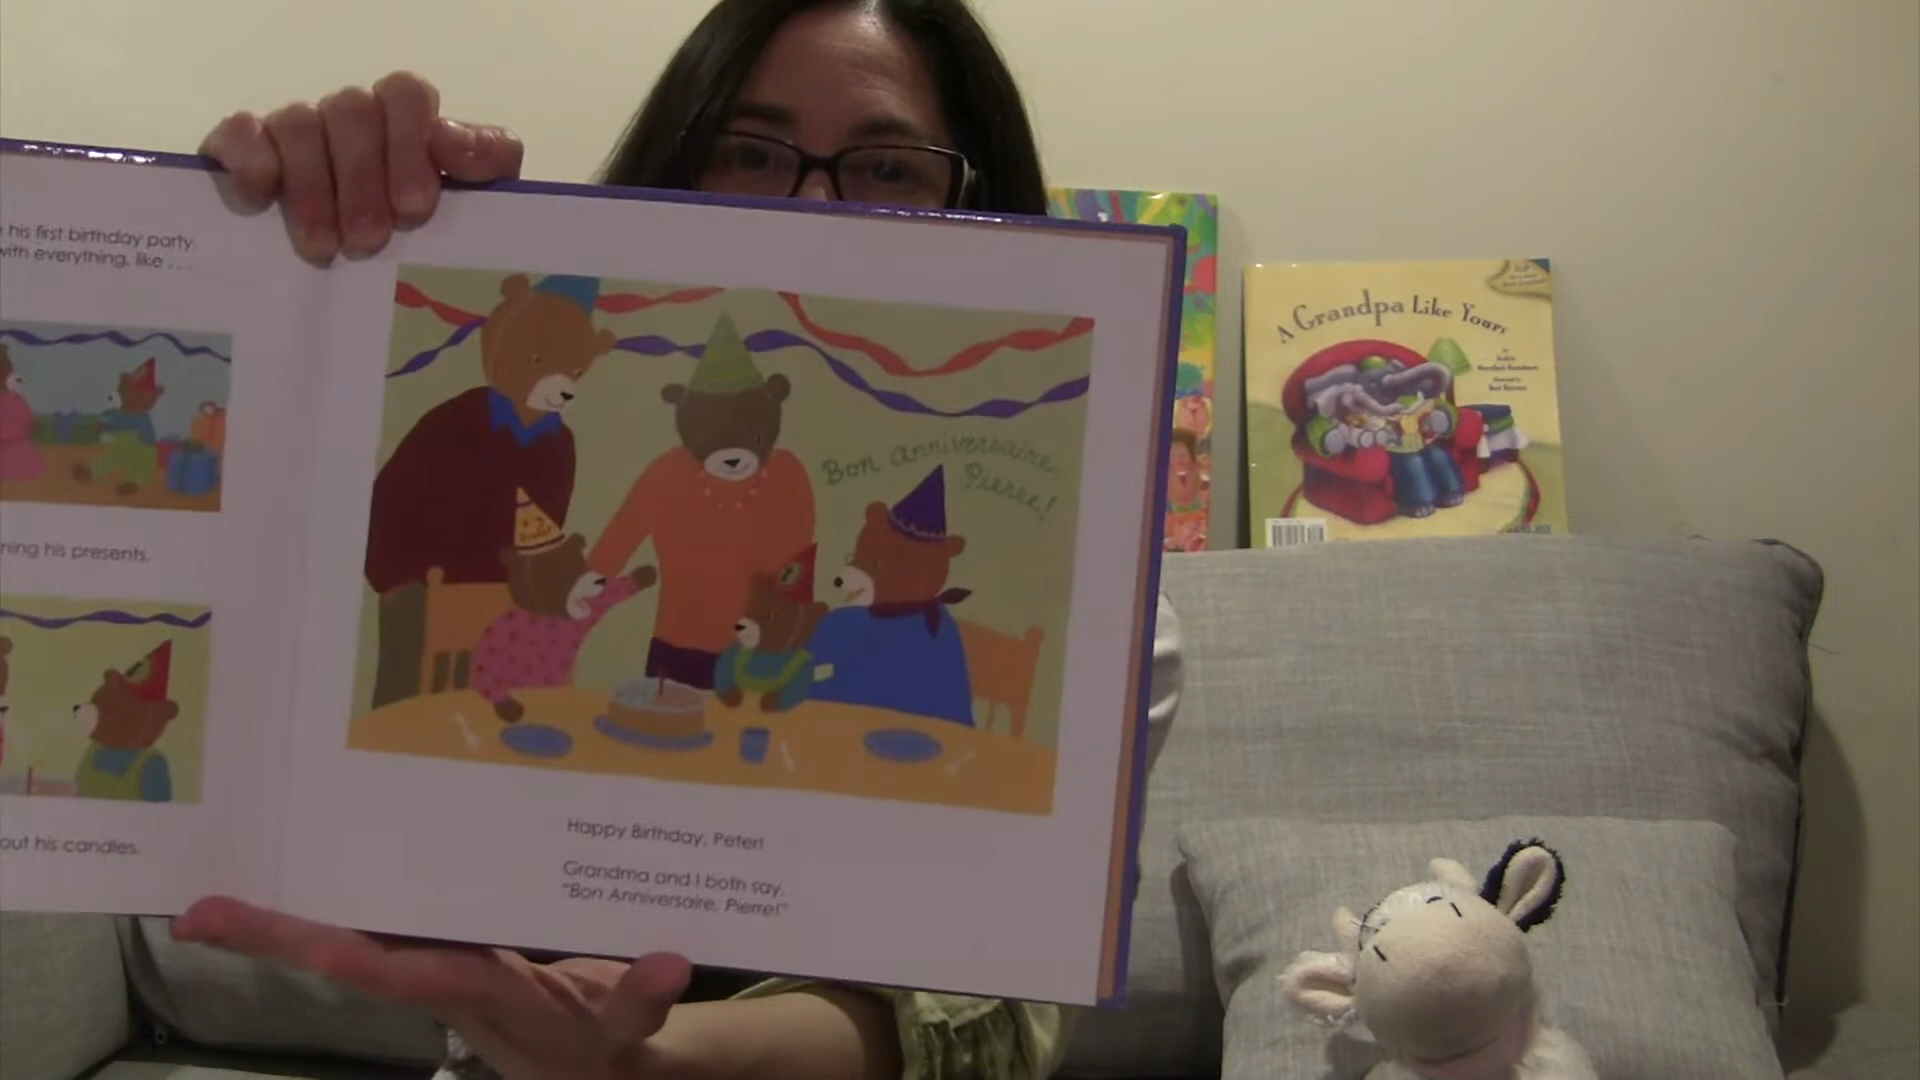 his first birthday party.
with everything, like . . .
ning his presents.
out his candles.
Bon Anniversaire,
Pierre!
Happy Birthday, Peter!
Grandma and I both say,
"Bon Anniversaire, Pierre!"
A Grandpa Like Yours
by